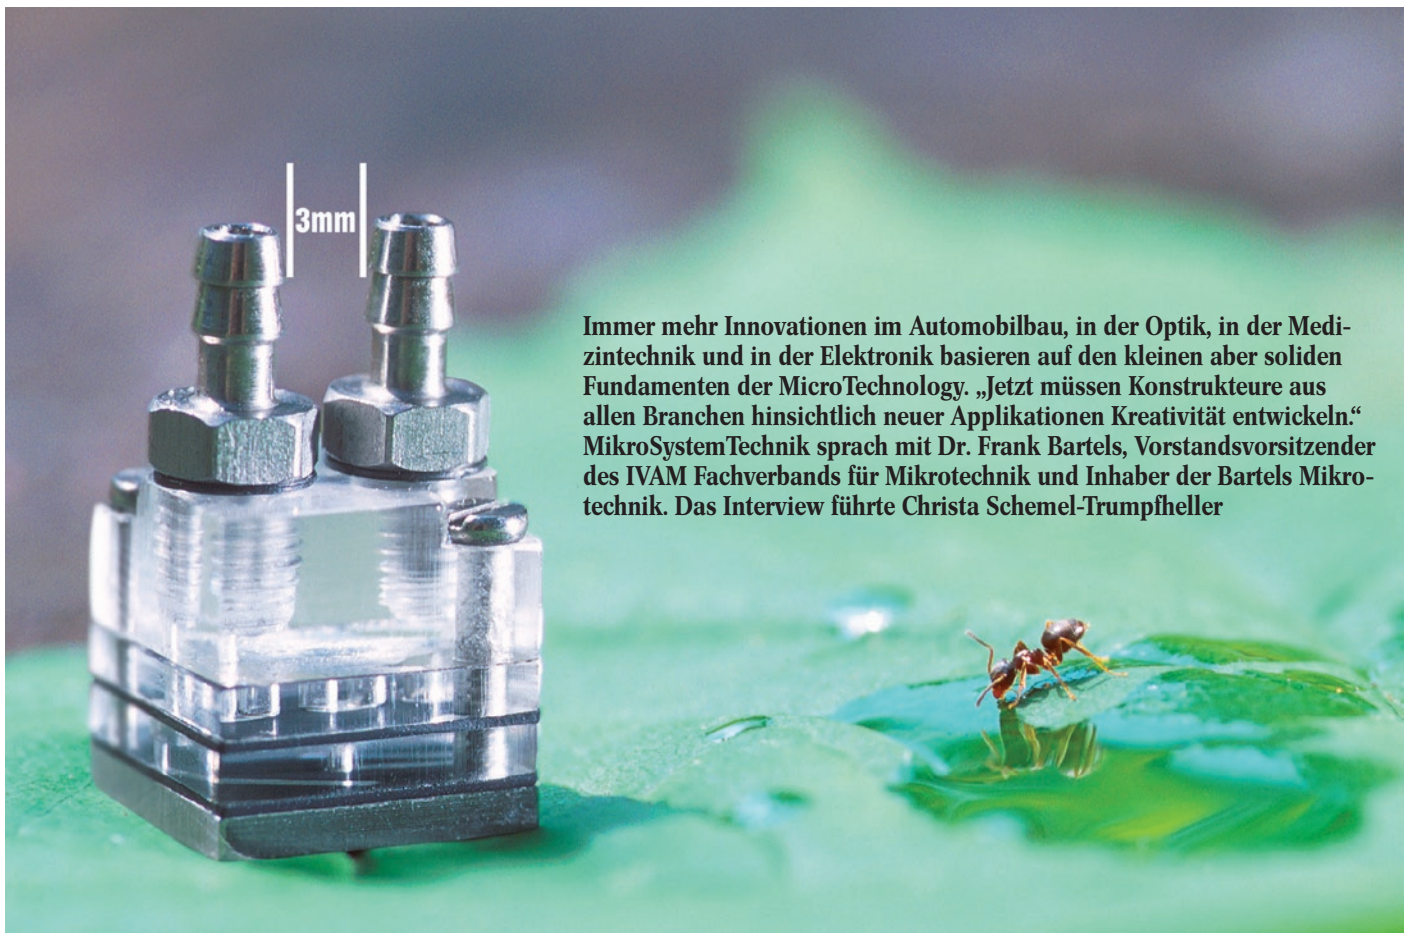 3mm
Immer mehr Innovationen im Automobilbau, in der Optik, in der Medi-
zintechnik und in der Elektronik basieren auf den kleinen aber soliden
Fundamenten der MicroTechnology. „Jetzt müssen Konstrukteure aus
allen Branchen hinsichtlich neuer Applikationen Kreativität entwickeln.“
MikroSystemTechnik sprach mit Dr. Frank Bartels, Vorstandsvorsitzender
des IVAM Fachverbands für Mikrotechnik und Inhaber der Bartels Mikro-
technik. Das Interview führte Christa Schemel-Trumpfheller